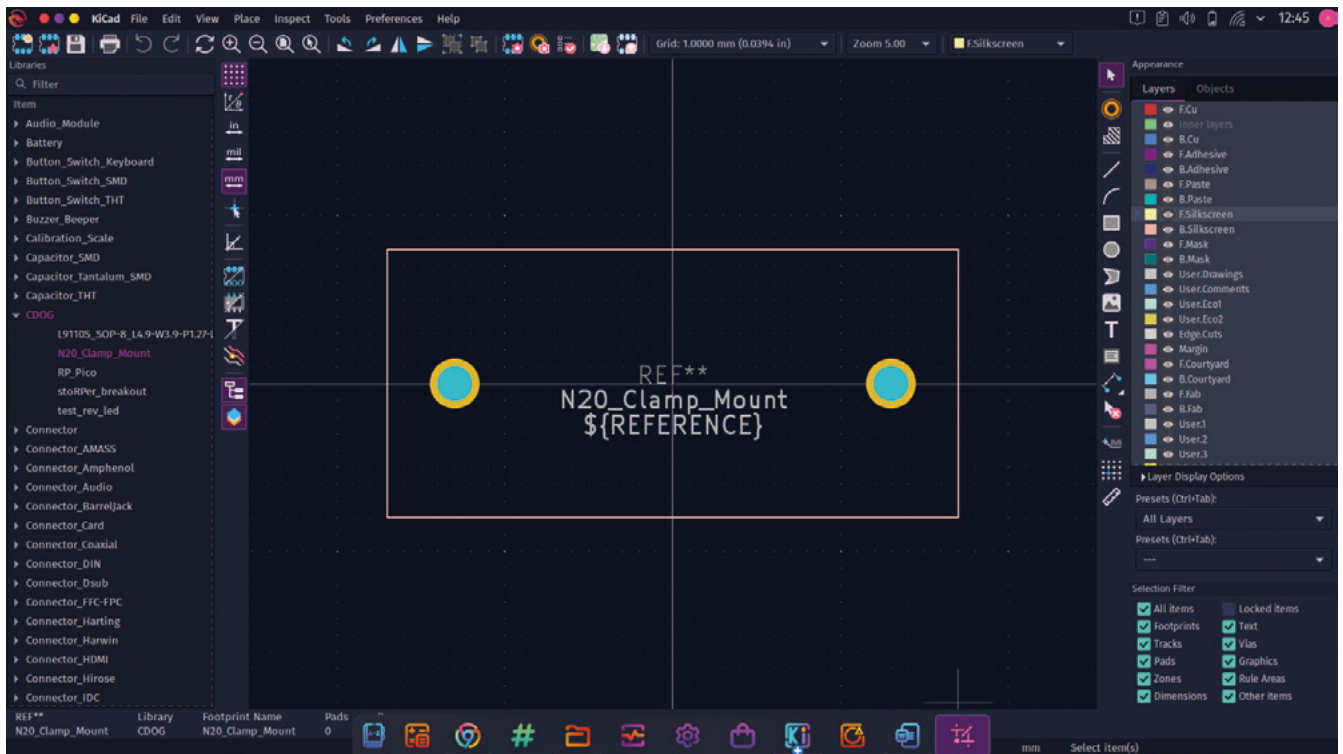 KiCad File Edit View Place Inspect Tools Preferences Help
12:45
Grid: 1.0000 mm (0.0394 in)
Zoom 5.00
F.Silkscreen
Libraries
Filter
Item
Audio_Module
Battery
Button_Switch_Keyboard
Button_Switch_SMD
Button_Switch_THT
Buzzer_Beeper
Calibration_Scale
Capacitor_SMD
Capacitor_Tantalum_SMD
Capacitor_THT
CDOG
L9110S_SOP-8_L4.9-W3.9-P1.27-L
N20_Clamp_Mount
RP_Pico
stoRPer_breakout
test_rev_led
Connector
Connector_AMASS
Connector_Amphenol
Connector_Audio
Connector_BarrelJack
Connector_Card
Connector_Coaxial
Connector_DIN
Connector_Dsub
Connector_FFC-FPC
Connector_Harting
Connector_Harwin
Connector_HDMI
Connector_Hirose
Connector_IDC
in
mil
mm
REF**
N20_Clamp_Mount
${REFERENCE}
Appearance
Layers Objects
F.Cu
Inner layers
B.Cu
F.Adhesive
B.Adhesive
F.Paste
B.Paste
F.Silkscreen
B.Silkscreen
F.Mask
B.Mask
User.Drawings
User.Comments
User.Eco1
User.Eco2
Edge.Cuts
Margin
F.Courtyard
B.Courtyard
F.Fab
B.Fab
User.1
User.2
User.3
Layer Display Options
Presets (Ctrl+Tab):
All Layers
Presets (Ctrl+Tab):
---
Selection Filter
All items Locked items
Footprints Text
Tracks Vias
Pads Graphics
Zones Rule Areas
Dimensions Other items
REF** Library Footprint Name Pads
N20_Clamp_Mount CDOG N20_Clamp_Mount 0
mm Select item(s)